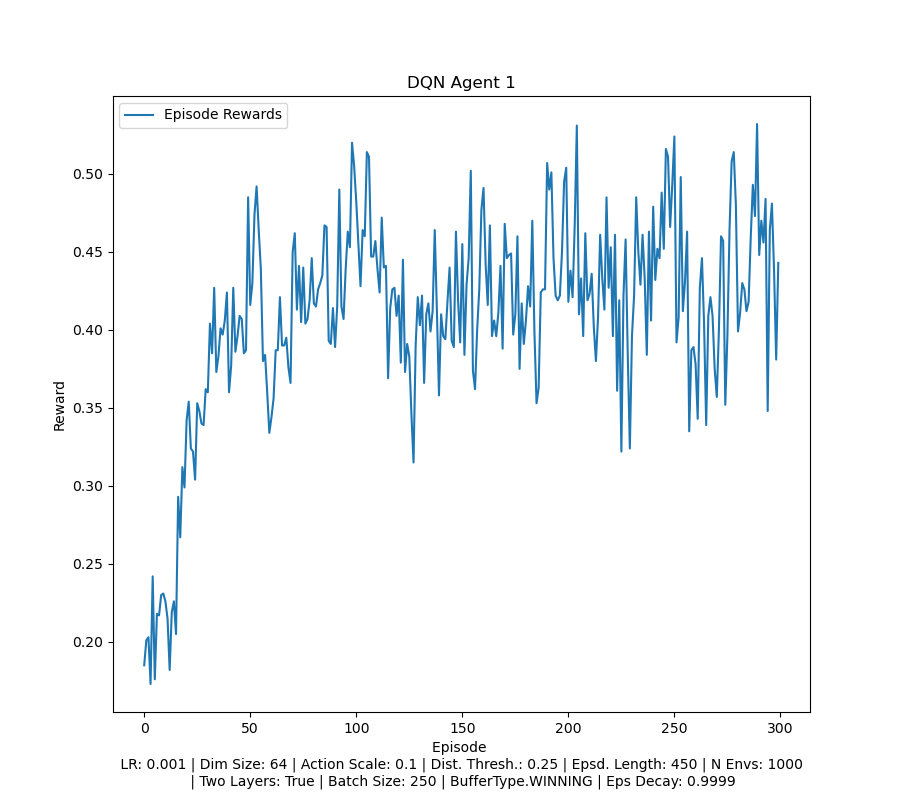 DQN Agent 1
Episode Rewards
0.50
0.45
0.40
0.35
0.30
0.25
0.20
Reward
0 50 100 150 200 250 300
Episode
LR: 0.001 | Dim Size: 64 | Action Scale: 0.1 | Dist. Thresh.: 0.25 | Epsd. Length: 450 | N Envs: 1000
| Two Layers: True | Batch Size: 250 | BufferType.WINNING | Eps Decay: 0.9999